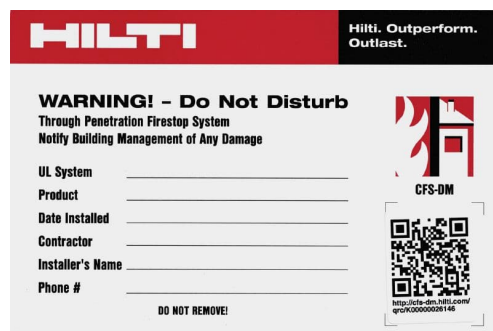 HILTI
Hilti. Outperform.
Outlast.
WARNING! – Do Not Disturb
Through Penetration Firestop System
Notify Building Management of Any Damage
UL System
Product
Date Installed
Contractor
Installer's Name
Phone #
DO NOT REMOVE!
CFS-DM
http://cfs-dm.hilti.com/
qrc/K00000026146